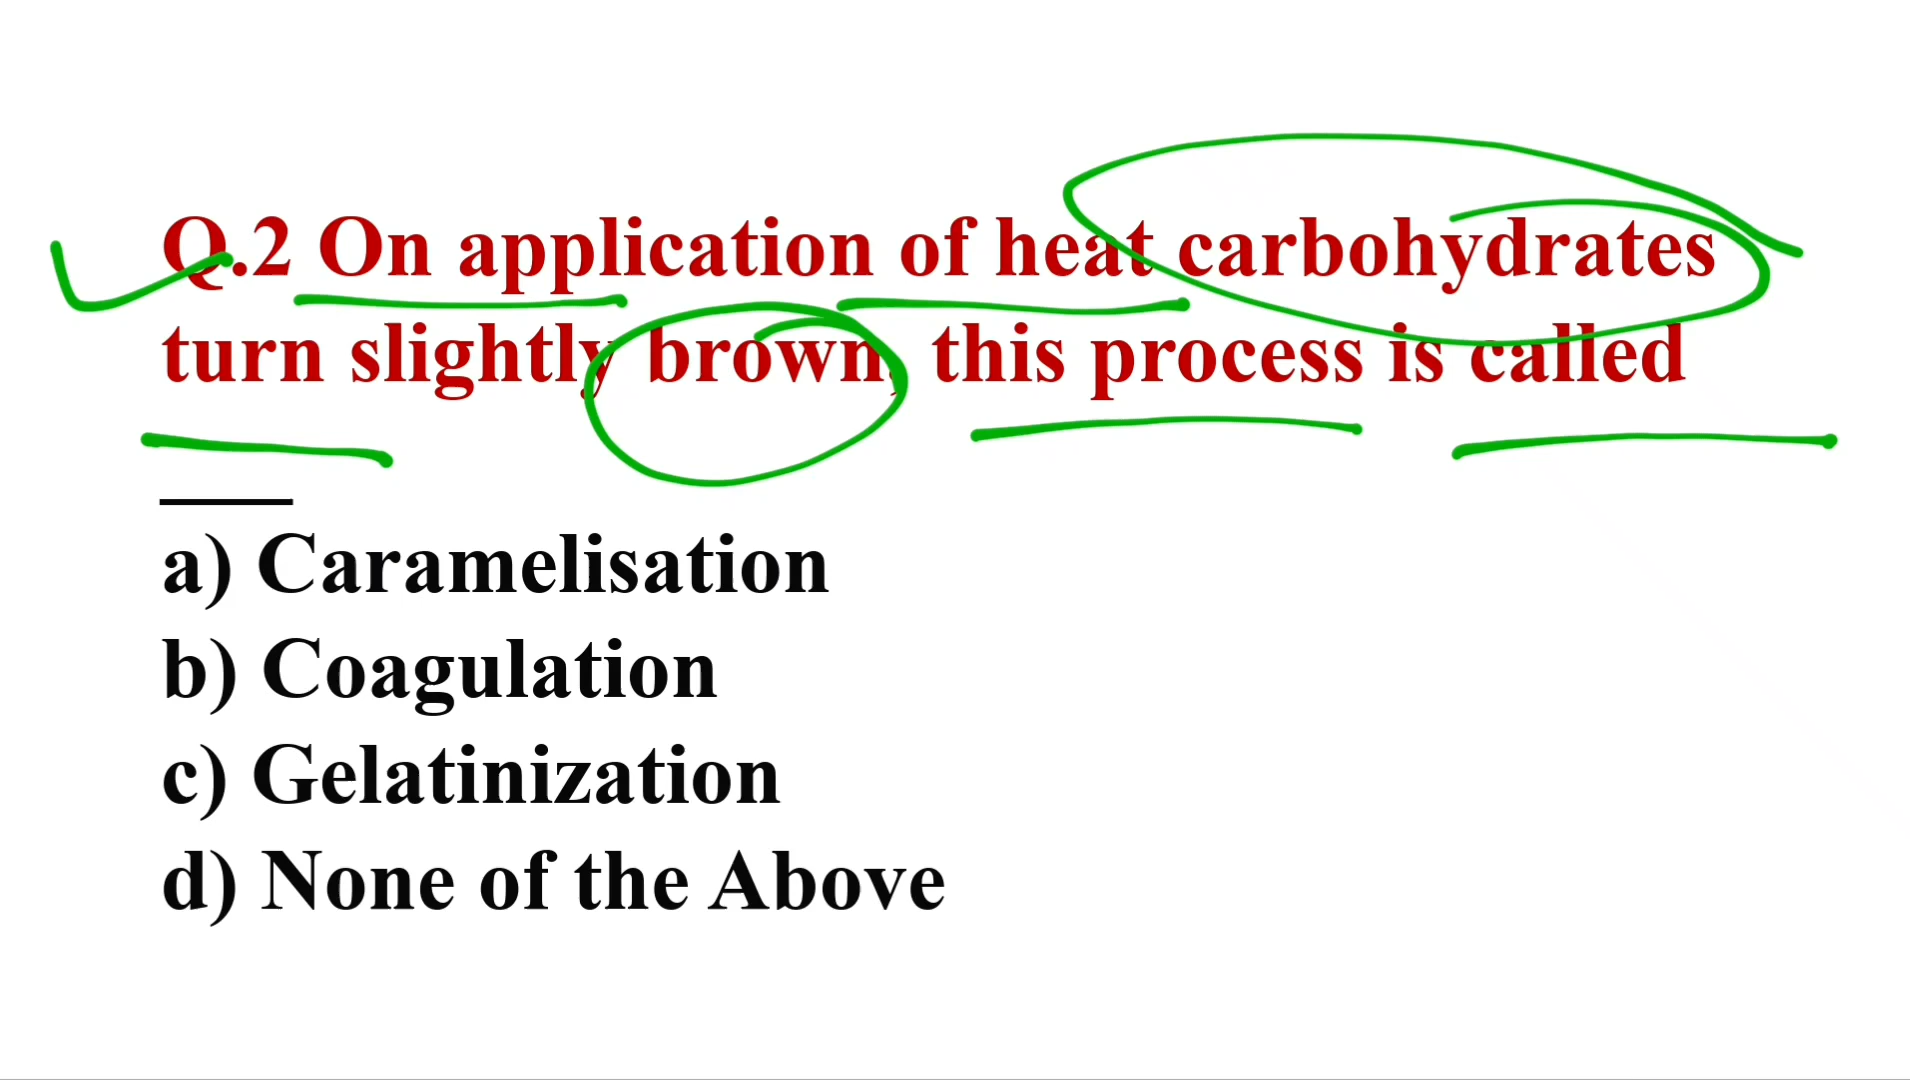 Q.2 On application of heat carbohydrates
turn slightly brown, this process is called
____
a) Caramelisation
b) Coagulation
c) Gelatinization
d) None of the Above